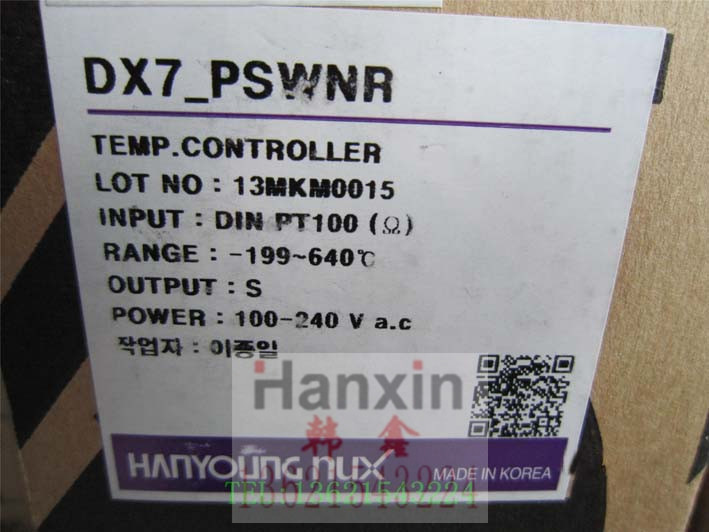 DX7_PSWNR
TEMP.CONTROLLER
LOT NO : 13MKM0015
INPUT : DIN PT100 (Ω)
RANGE : -199~640℃
OUTPUT : S
POWER : 100-240 V a.c
작업자 : 이종일
Hanxin
韩 鑫
HANYOUNG NUX
MADE IN KOREA